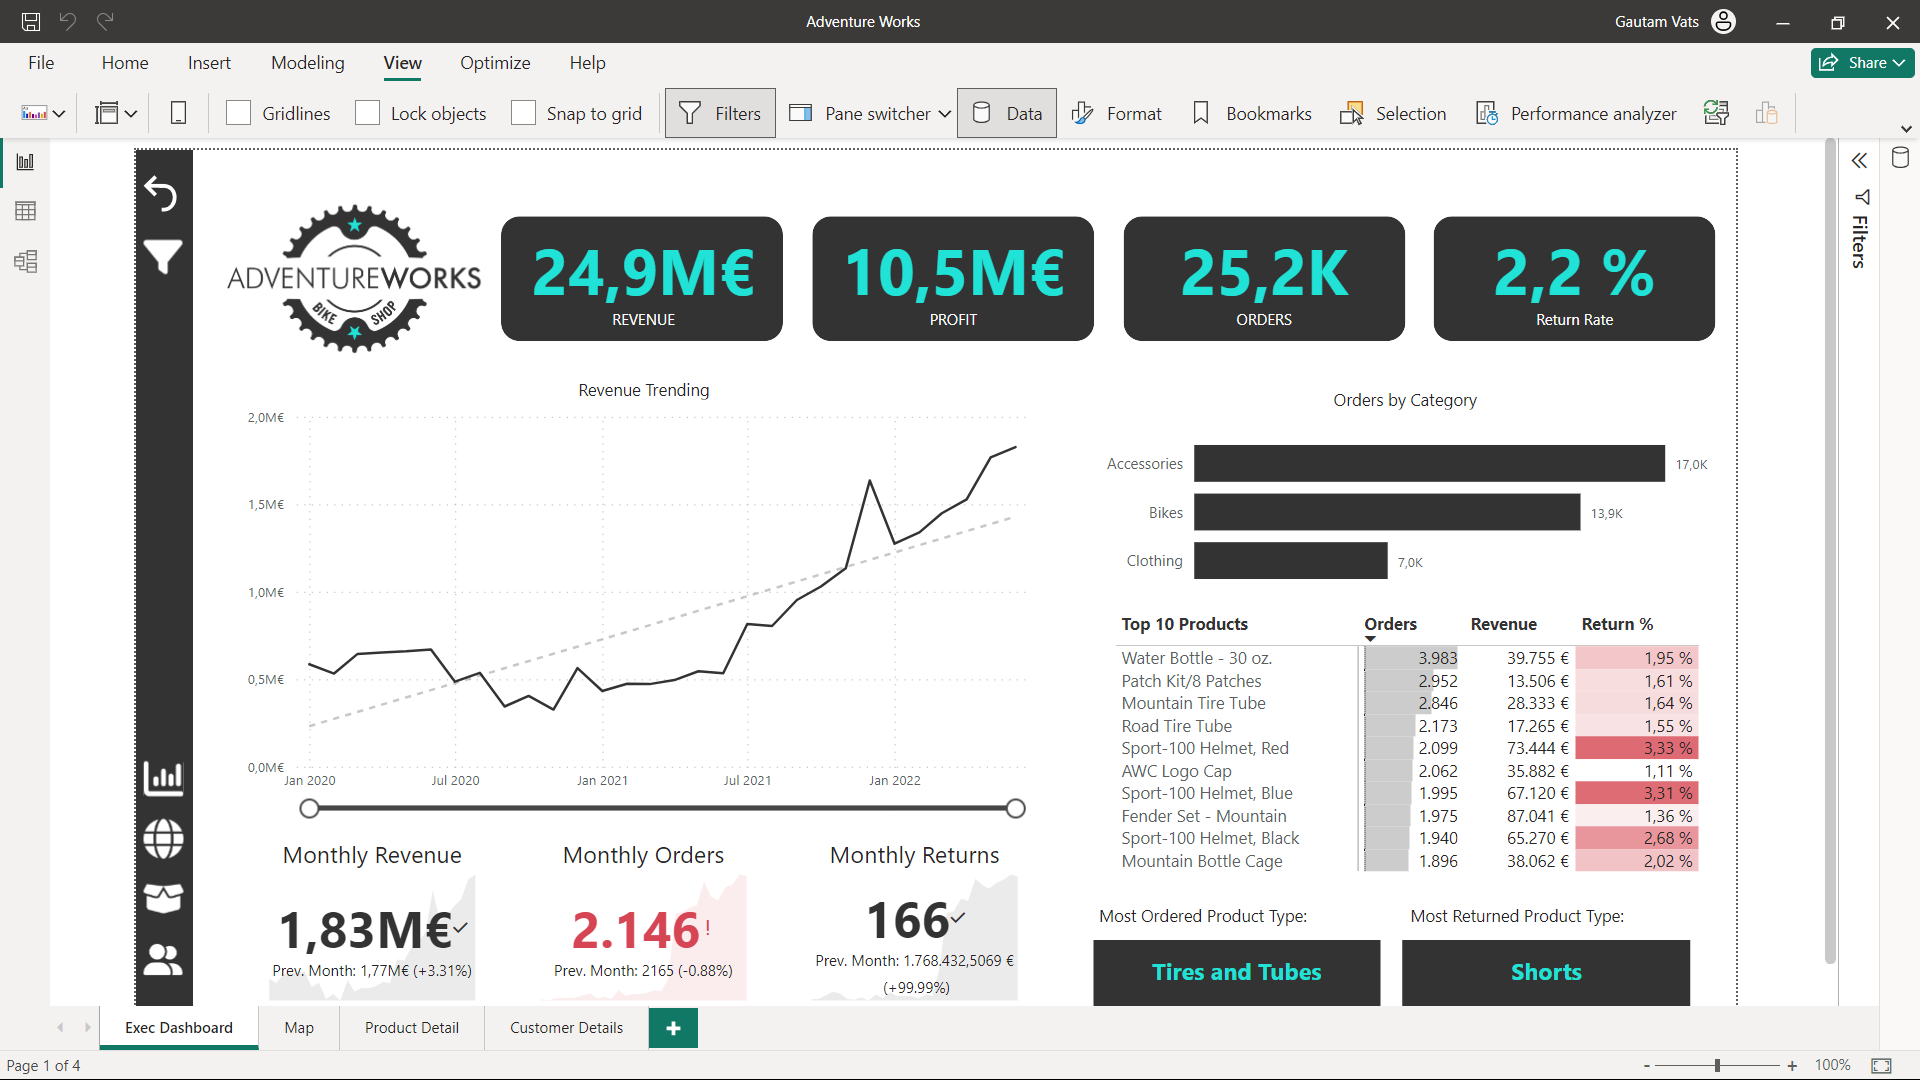 Adventure Works
Gautam Vats
File Home Insert Modeling View Optimize Help
Share
Gridlines Lock objects Snap to grid Filters Pane switcher Data Format Bookmarks Selection Performance analyzer
Filters
ADVENTUREWORKS
BIKE SHOP
24,9M€
REVENUE
10,5M€
PROFIT
25,2K
ORDERS
2,2 %
Return Rate
Revenue Trending
2,0M€
1,5M€
1,0M€
0,5M€
0,0M€
Jan 2020 Jul 2020 Jan 2021 Jul 2021 Jan 2022
Orders by Category
Accessories 17,0K
Bikes 13,9K
Clothing 7,0K
Top 10 Products Orders Revenue Return %
Water Bottle - 30 oz. 3.983 39.755 € 1,95 %
Patch Kit/8 Patches 2.952 13.506 € 1,61 %
Mountain Tire Tube 2.846 28.333 € 1,64 %
Road Tire Tube 2.173 17.265 € 1,55 %
Sport-100 Helmet, Red 2.099 73.444 € 3,33 %
AWC Logo Cap 2.062 35.882 € 1,11 %
Sport-100 Helmet, Blue 1.995 67.120 € 3,31 %
Fender Set - Mountain 1.975 87.041 € 1,36 %
Sport-100 Helmet, Black 1.940 65.270 € 2,68 %
Mountain Bottle Cage 1.896 38.062 € 2,02 %
Monthly Revenue
1,83M€
Prev. Month: 1,77M€ (+3.31%)
Monthly Orders
2.146!
Prev. Month: 2165 (-0.88%)
Monthly Returns
166
Prev. Month: 1.768.432,5069 €
(+99.99%)
Most Ordered Product Type:
Tires and Tubes
Most Returned Product Type:
Shorts
Exec Dashboard Map Product Detail Customer Details +
Page 1 of 4
- + 100%